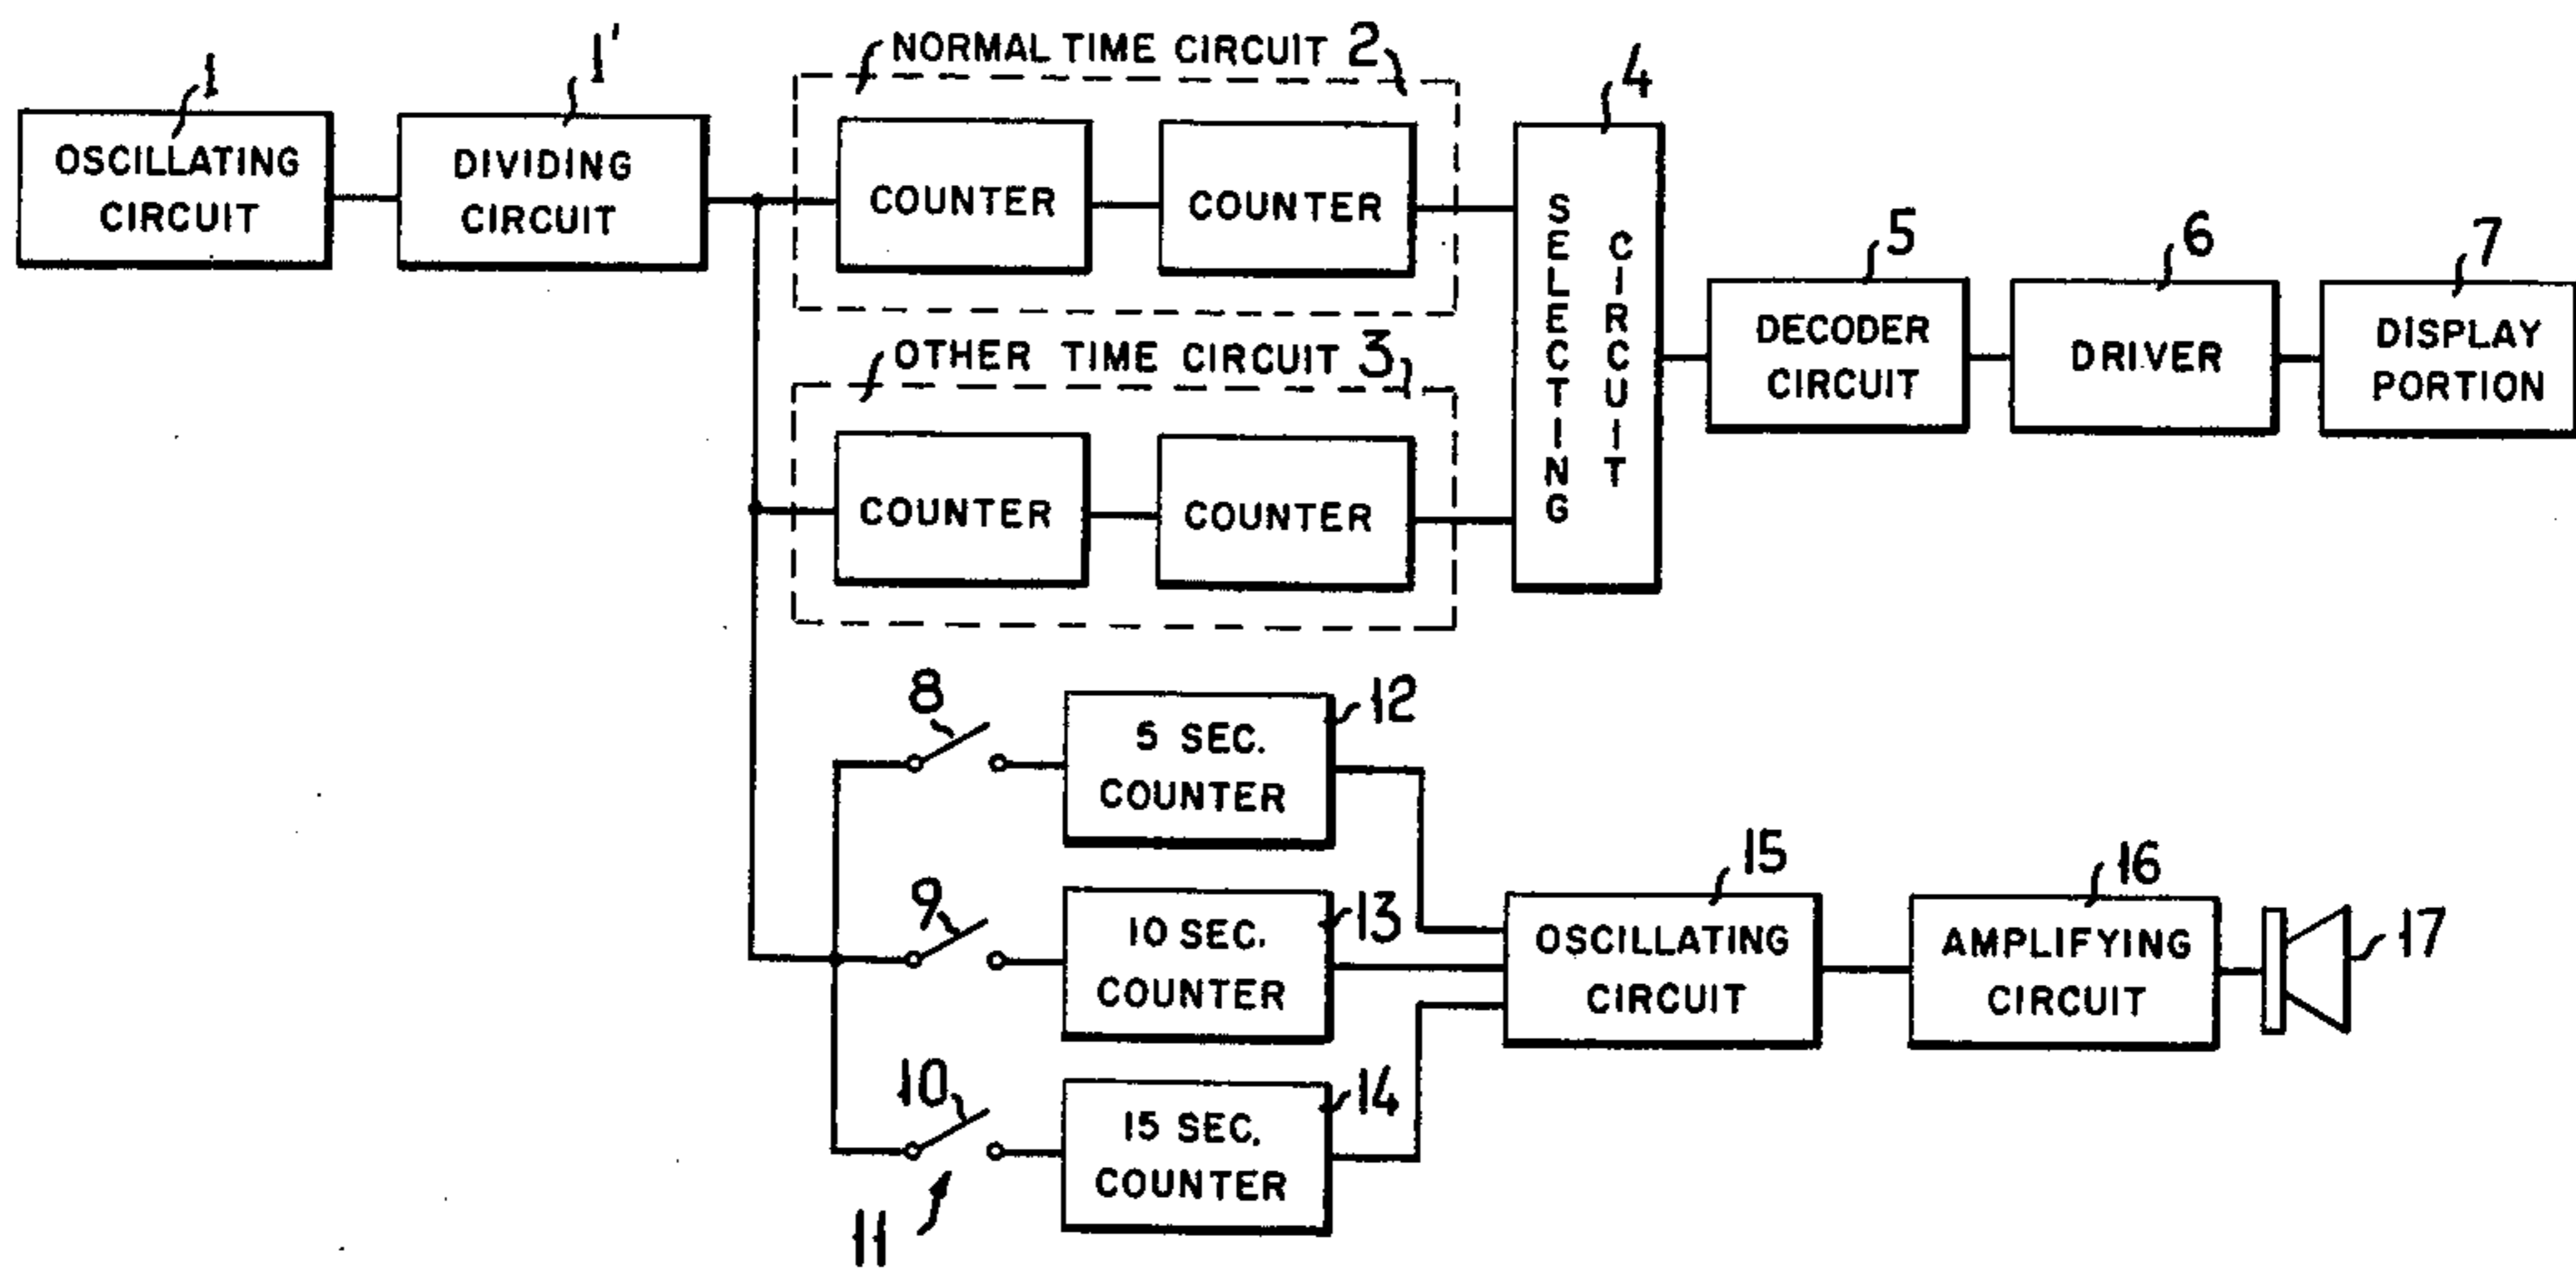 1
OSCILLATING
CIRCUIT
1'
DIVIDING
CIRCUIT
NORMAL TIME CIRCUIT 2
COUNTER
COUNTER
OTHER TIME CIRCUIT 3
COUNTER
COUNTER
4
SELECTING
CIRCUIT
5
DECODER
CIRCUIT
6
DRIVER
7
DISPLAY
PORTION
8
5 SEC.
COUNTER
12
9
10 SEC.
COUNTER
13
10
15 SEC.
COUNTER
14
11
15
OSCILLATING
CIRCUIT
16
AMPLIFYING
CIRCUIT
17